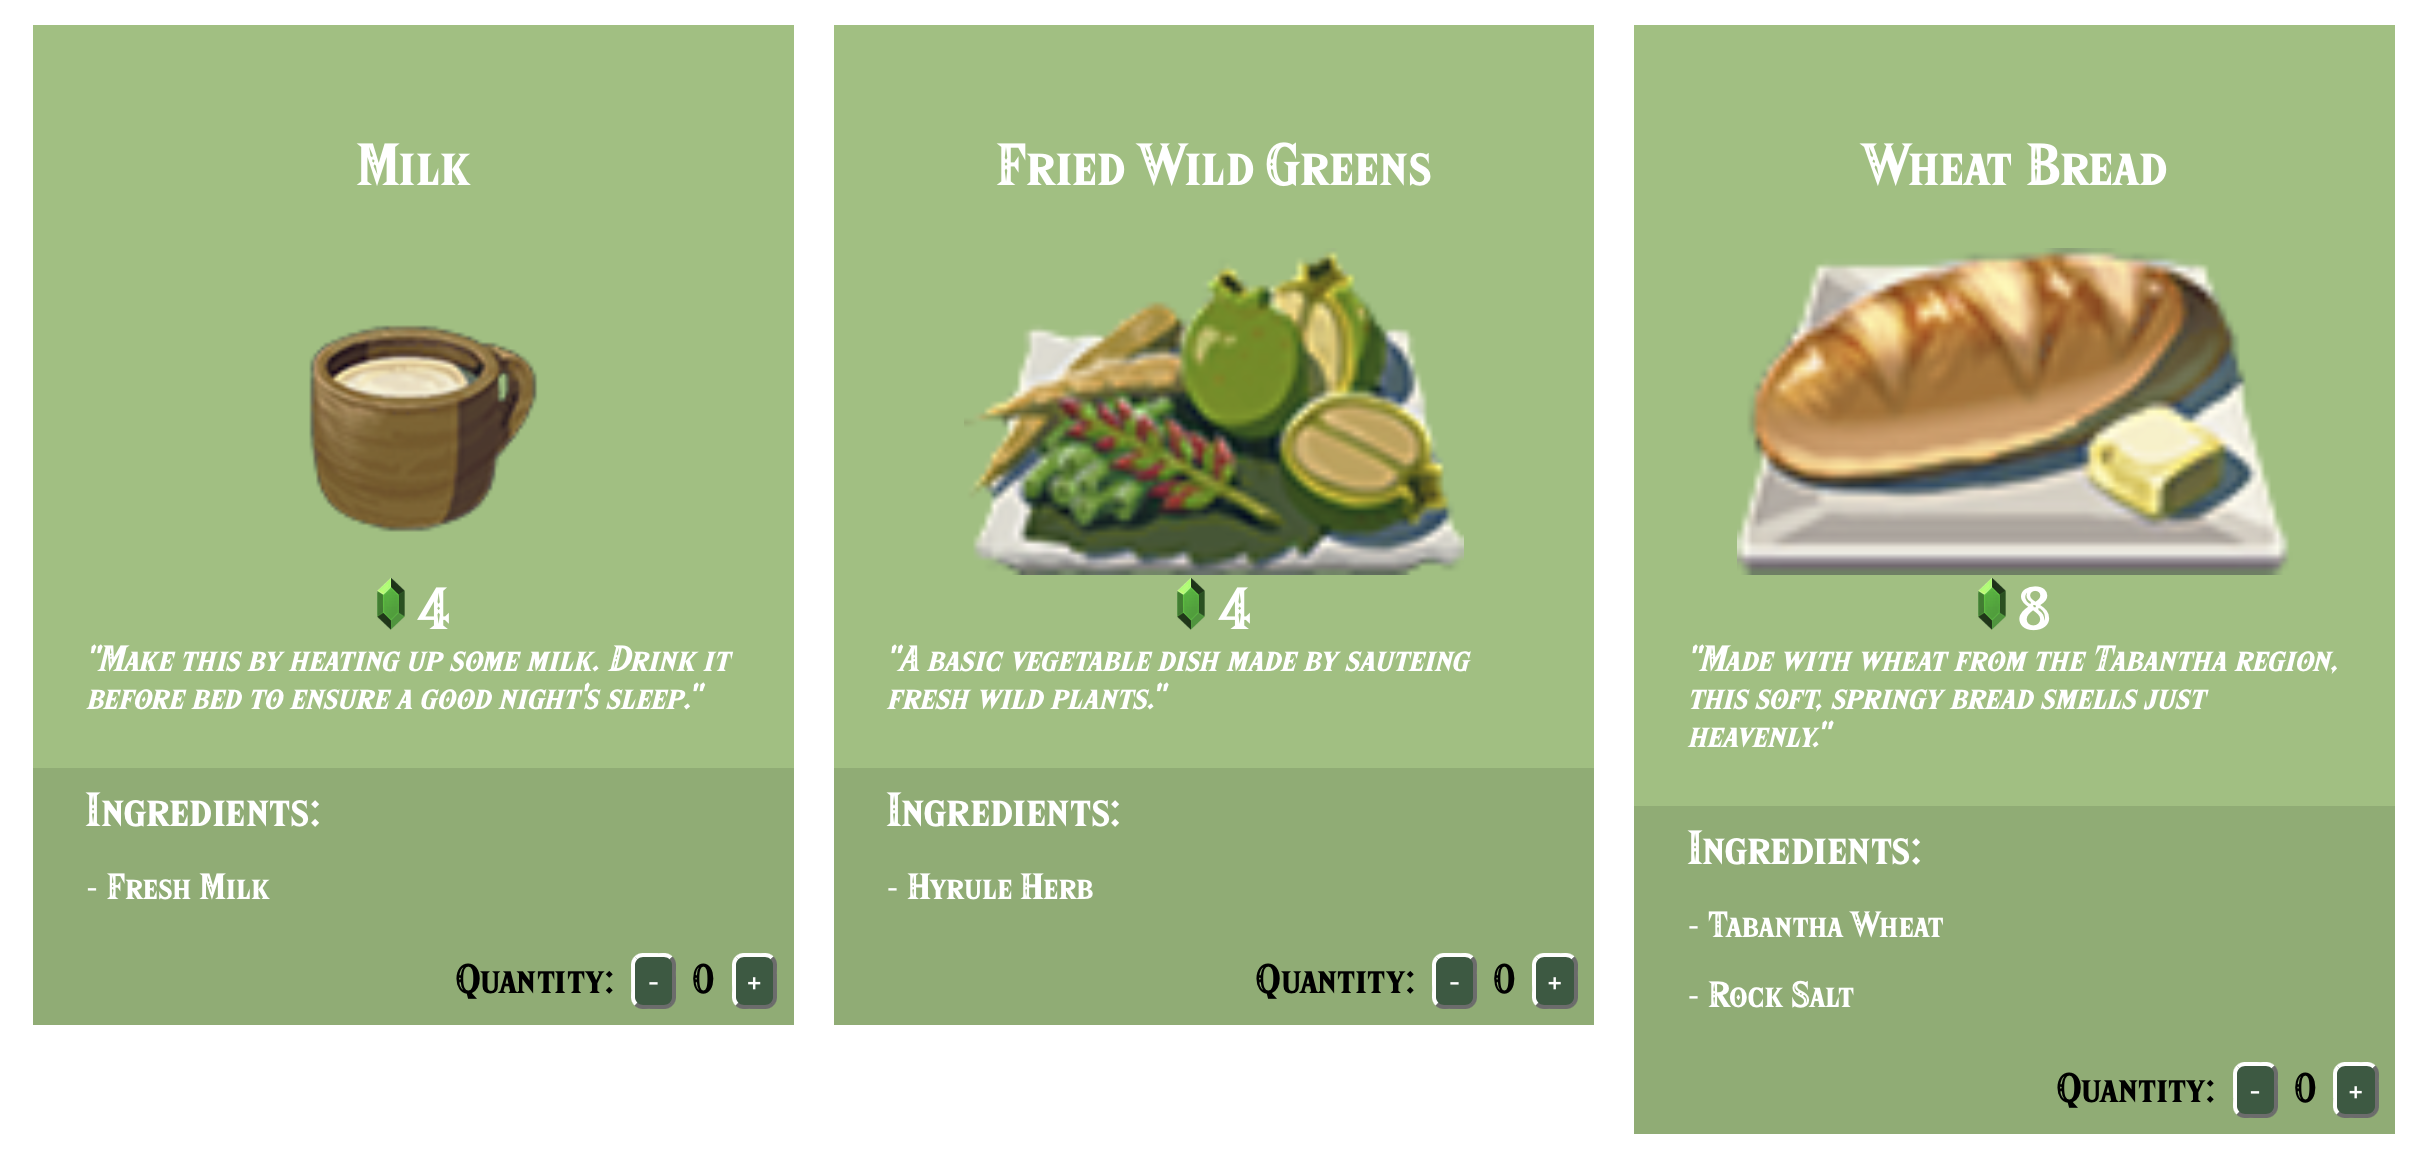 Milk
4
"Make this by heating up some milk. Drink it
before bed to ensure a good night's sleep."
Ingredients:
- Fresh Milk
Quantity: - 0 +
Fried Wild Greens
4
"A basic vegetable dish made by sauteing
fresh wild plants."
Ingredients:
- Hyrule Herb
Quantity: - 0 +
Wheat Bread
8
"Made with wheat from the Tabantha region,
this soft, springy bread smells just
heavenly."
Ingredients:
- Tabantha Wheat
- Rock Salt
Quantity: - 0 +